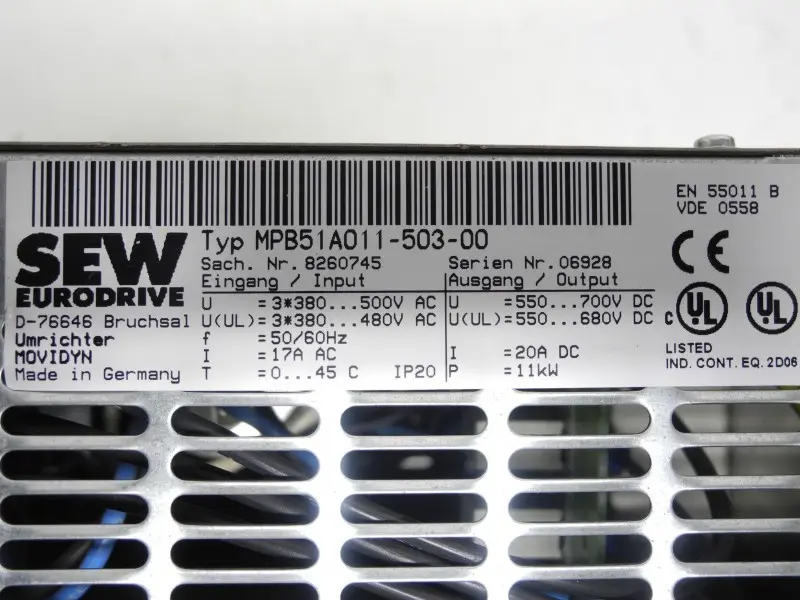 EN 55011 B
VDE 0558
SEW
EURODRIVE
D-76646 Bruchsal
Umrichter
MOVIDYN
Made in Germany
Typ MPB51A011-503-00
Sach. Nr. 8260745 Serien Nr. 06928
Eingang / Input Ausgang / Output
U =3*380...500V AC U =550...700V DC
U(UL)=3*380...480V AC U(UL)=550...680V DC
f =50/60Hz
I =17A AC I =20A DC
T =0...45 C IP20 P =11kW
CE
c UL UL
LISTED
IND. CONT. EQ. 2D06